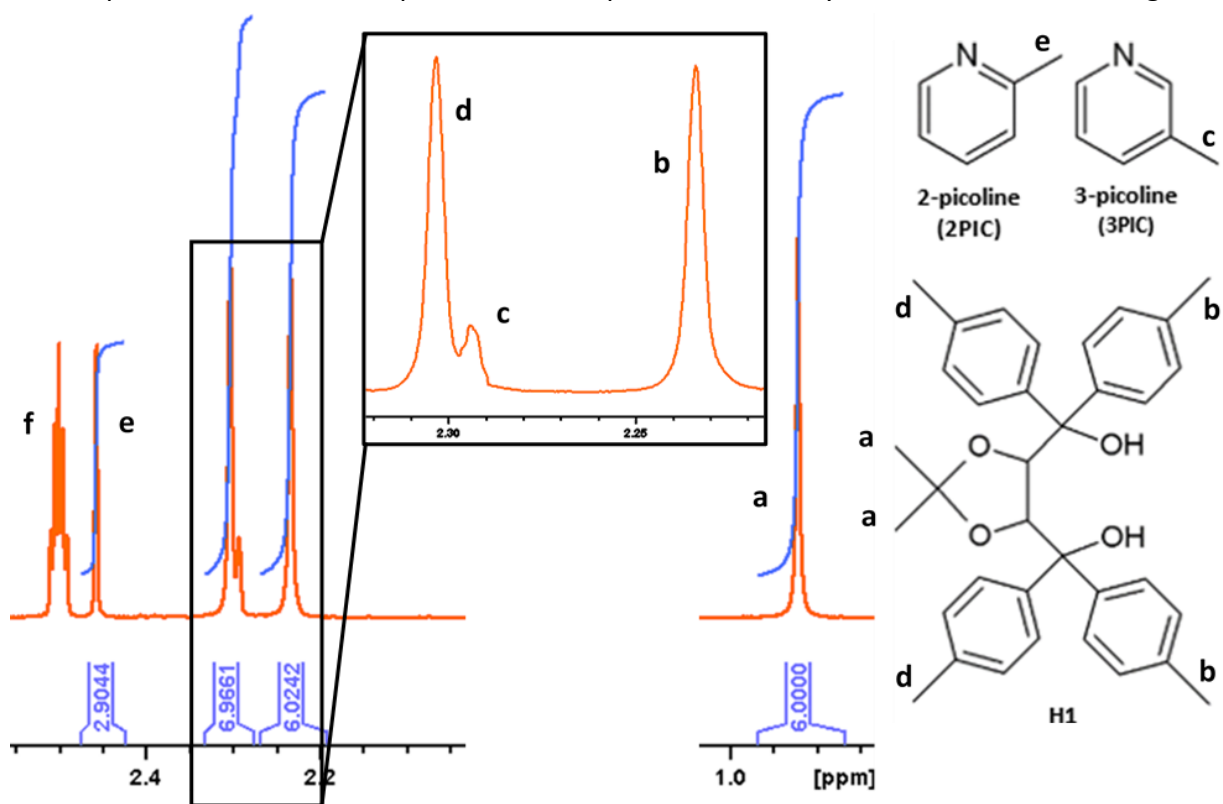 f
e
d
c
b
2.30
2.25
a
2.9044
6.9661
6.0242
6.0000
2.4
2.2
1.0
[ppm]
N
e
N
c
2-picoline
(2PIC)
3-picoline
(3PIC)
d
b
a
O
OH
a
O
OH
d
b
H1